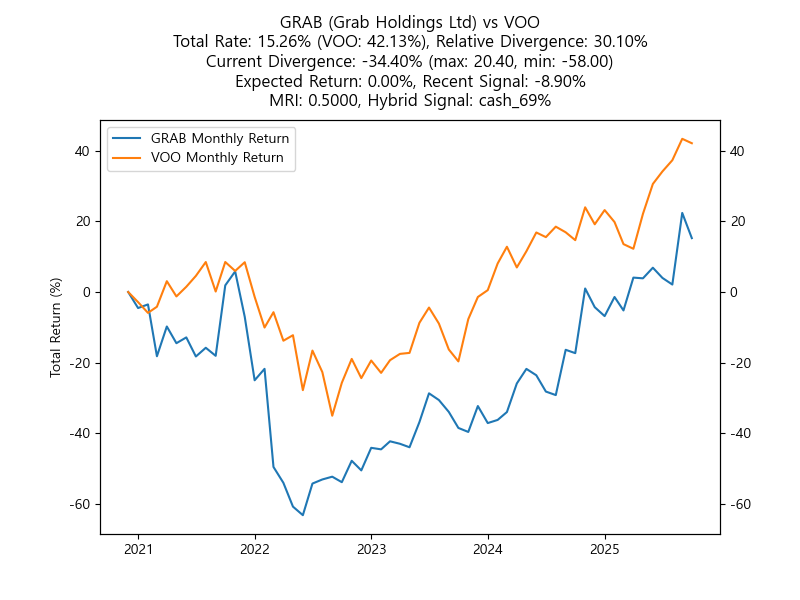 GRAB (Grab Holdings Ltd) vs VOO
Total Rate: 15.26% (VOO: 42.13%), Relative Divergence: 30.10%
Current Divergence: -34.40% (max: 20.40, min: -58.00)
Expected Return: 0.00%, Recent Signal: -8.90%
MRI: 0.5000, Hybrid Signal: cash_69%
GRAB Monthly Return
VOO Monthly Return
Total Return (%)
40
20
0
-20
-40
-60
40
20
0
-20
-40
-60
2021
2022
2023
2024
2025